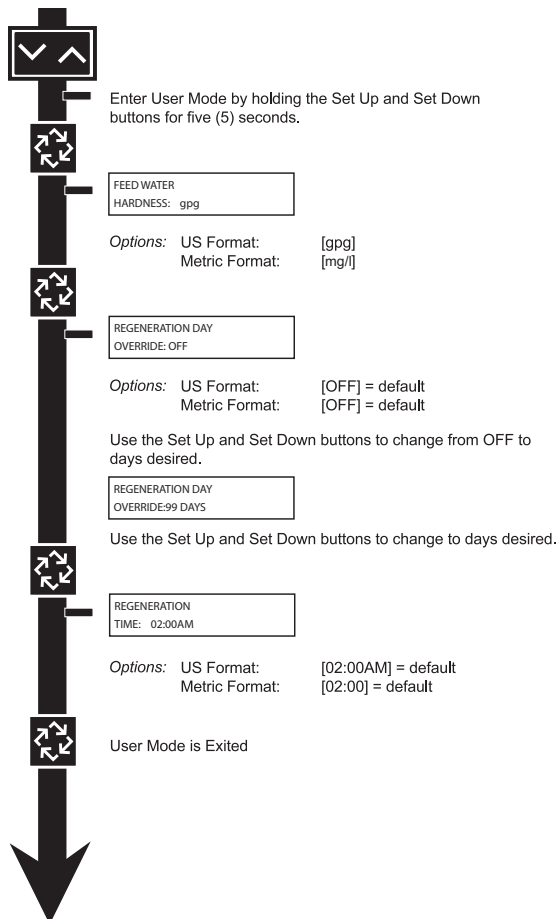 Enter User Mode by holding the Set Up and Set Down
buttons for five (5) seconds.
FEED WATER
HARDNESS: gpg
Options: US Format: [gpg]
Metric Format: [mg/l]
REGENERATION DAY
OVERRIDE: OFF
Options: US Format: [OFF] = default
Metric Format: [OFF] = default
Use the Set Up and Set Down buttons to change from OFF to
days desired.
REGENERATION DAY
OVERRIDE:99 DAYS
Use the Set Up and Set Down buttons to change to days desired.
REGENERATION
TIME: 02:00AM
Options: US Format: [02:00AM] = default
Metric Format: [02:00] = default
User Mode is Exited